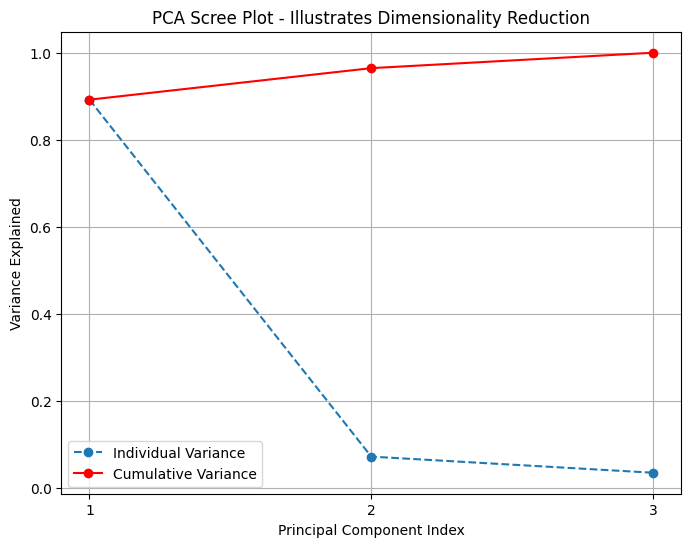 PCA Scree Plot - Illustrates Dimensionality Reduction
Variance Explained
1.0
0.8
0.6
0.4
0.2
0.0
Individual Variance
Cumulative Variance
1
2
3
Principal Component Index